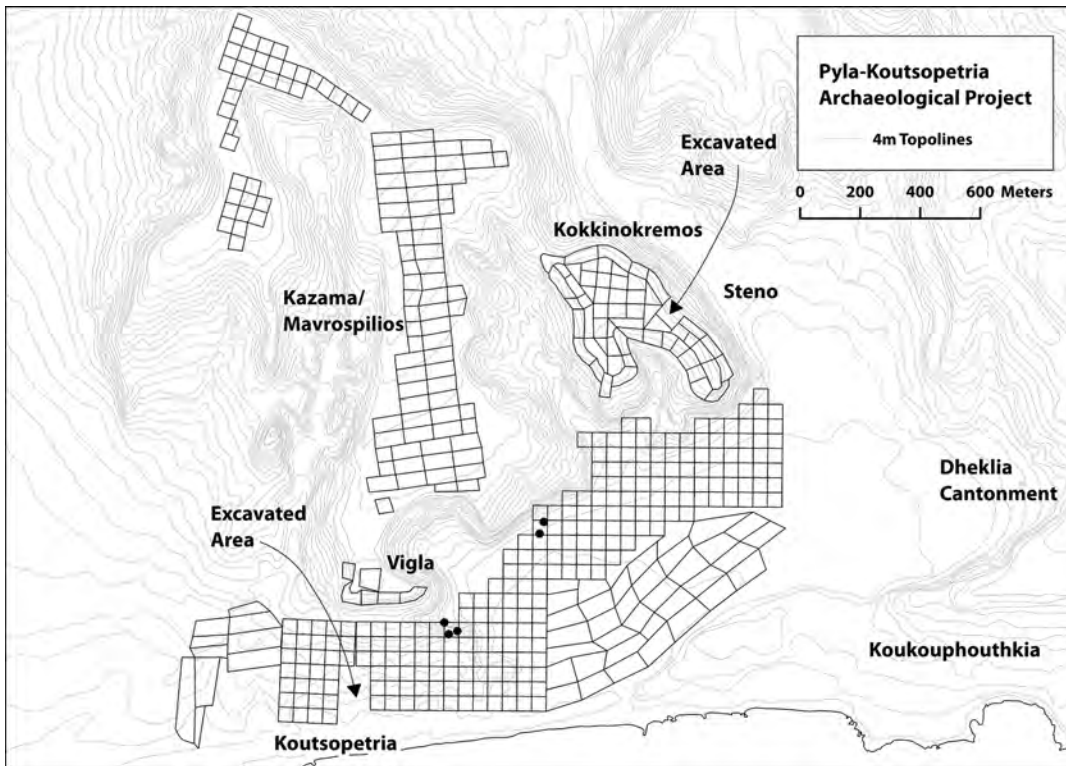 Pyla-Koutsopetria
Archaeological Project
4m Topolines
0 200 400 600 Meters
Excavated
Area
Kokkinokremos
Steno
Kazama/
Mavrospilios
Dheklia
Cantonment
Excavated
Area
Vigla
Koukouphouthkia
Koutsopetria